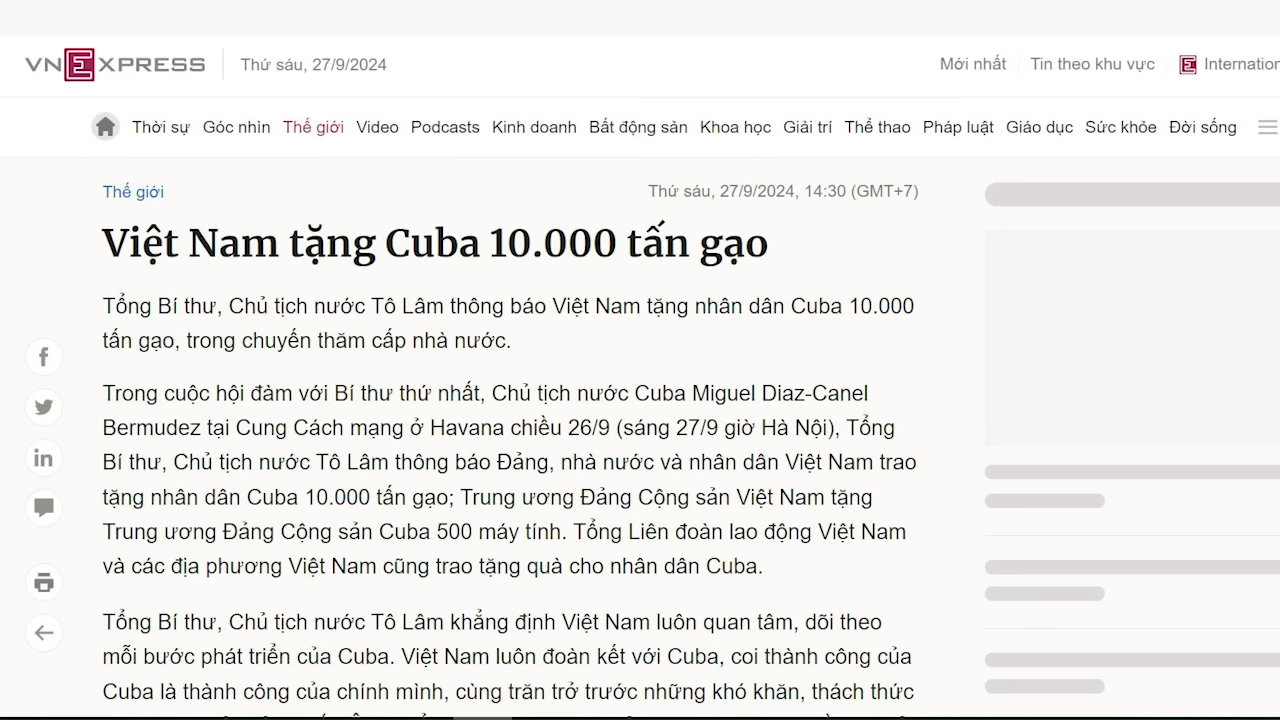 VNEXPRESS
Thứ sáu, 27/9/2024
Mới nhất
Tin theo khu vực
Internation
Thời sự Góc nhìn Thế giới Video Podcasts Kinh doanh Bất động sản Khoa học Giải trí Thể thao Pháp luật Giáo dục Sức khỏe Đời sống
Thế giới
Thứ sáu, 27/9/2024, 14:30 (GMT+7)
Việt Nam tặng Cuba 10.000 tấn gạo
Tổng Bí thư, Chủ tịch nước Tô Lâm thông báo Việt Nam tặng nhân dân Cuba 10.000
tấn gạo, trong chuyến thăm cấp nhà nước.
Trong cuộc hội đàm với Bí thư thứ nhất, Chủ tịch nước Cuba Miguel Diaz-Canel
Bermudez tại Cung Cách mạng ở Havana chiều 26/9 (sáng 27/9 giờ Hà Nội), Tổng
Bí thư, Chủ tịch nước Tô Lâm thông báo Đảng, nhà nước và nhân dân Việt Nam trao
tặng nhân dân Cuba 10.000 tấn gạo; Trung ương Đảng Cộng sản Việt Nam tặng
Trung ương Đảng Cộng sản Cuba 500 máy tính. Tổng Liên đoàn lao động Việt Nam
và các địa phương Việt Nam cũng trao tặng quà cho nhân dân Cuba.
Tổng Bí thư, Chủ tịch nước Tô Lâm khẳng định Việt Nam luôn quan tâm, dõi theo
mỗi bước phát triển của Cuba. Việt Nam luôn đoàn kết với Cuba, coi thành công của
Cuba là thành công của chính mình, cùng trăn trở trước những khó khăn, thách thức